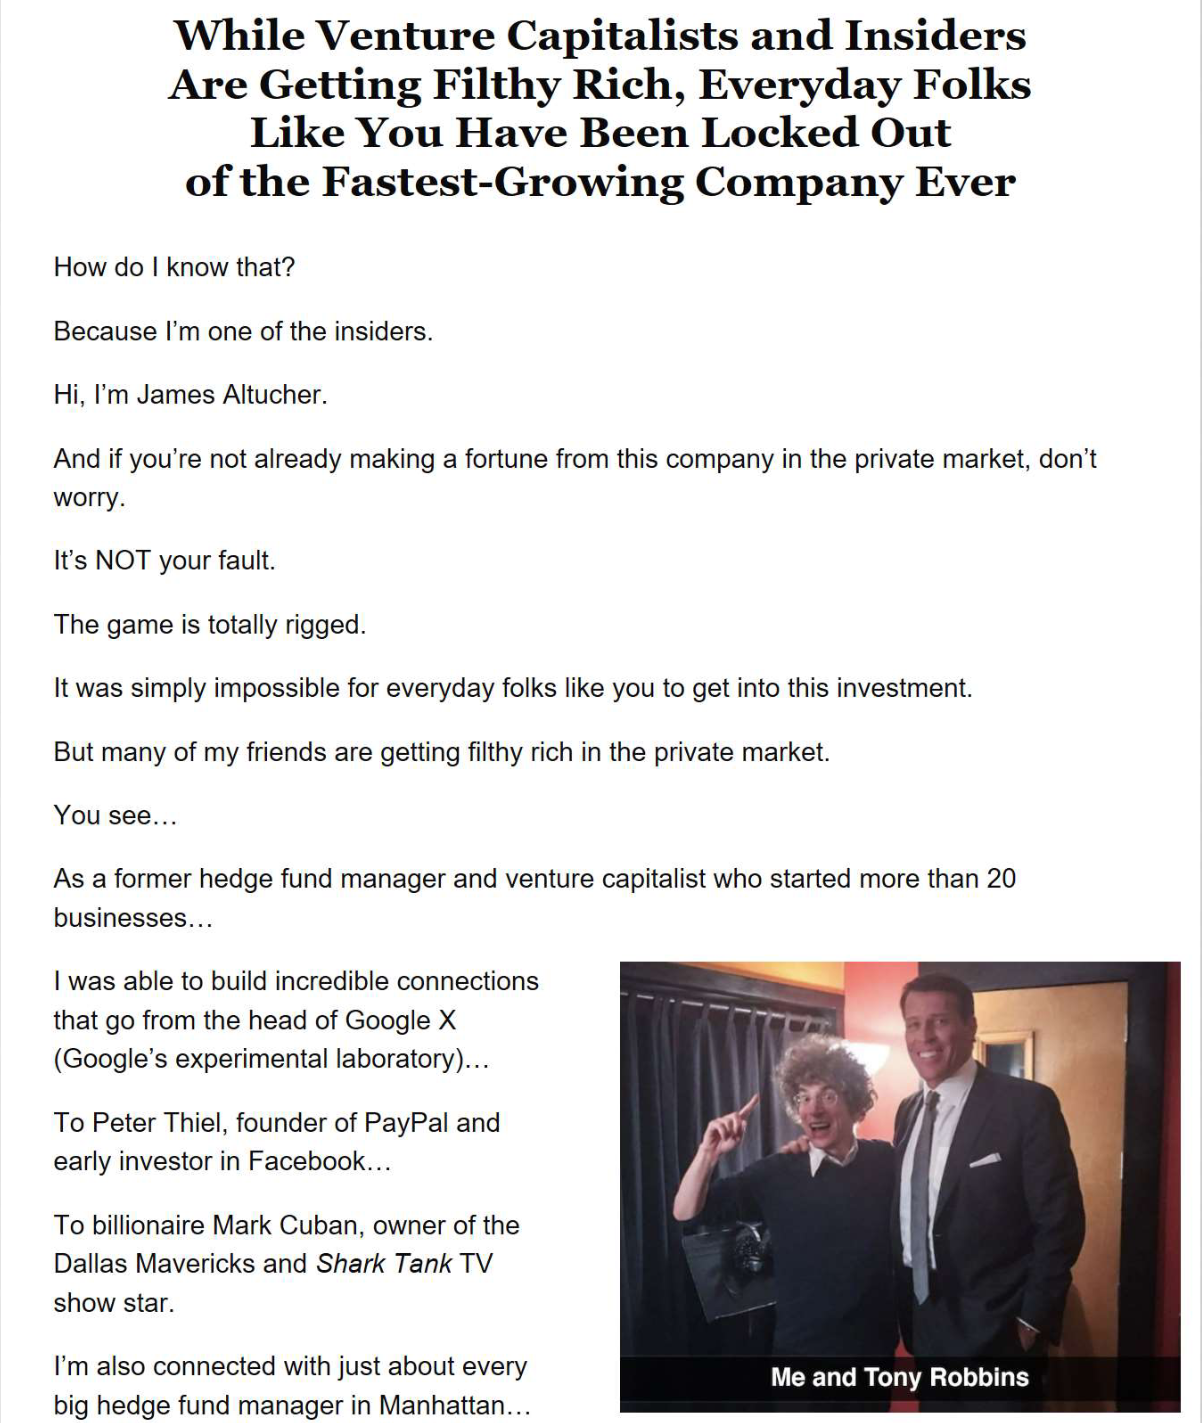 While Venture Capitalists and Insiders
Are Getting Filthy Rich, Everyday Folks
Like You Have Been Locked Out
of the Fastest-Growing Company Ever
How do I know that?
Because I’m one of the insiders.
Hi, I’m James Altucher.
And if you’re not already making a fortune from this company in the private market, don’t
worry.
It’s NOT your fault.
The game is totally rigged.
It was simply impossible for everyday folks like you to get into this investment.
But many of my friends are getting filthy rich in the private market.
You see…
As a former hedge fund manager and venture capitalist who started more than 20
businesses…
I was able to build incredible connections
that go from the head of Google X
(Google’s experimental laboratory)…
To Peter Thiel, founder of PayPal and
early investor in Facebook…
To billionaire Mark Cuban, owner of the
Dallas Mavericks and Shark Tank TV
show star.
I’m also connected with just about every
big hedge fund manager in Manhattan…
Me and Tony Robbins